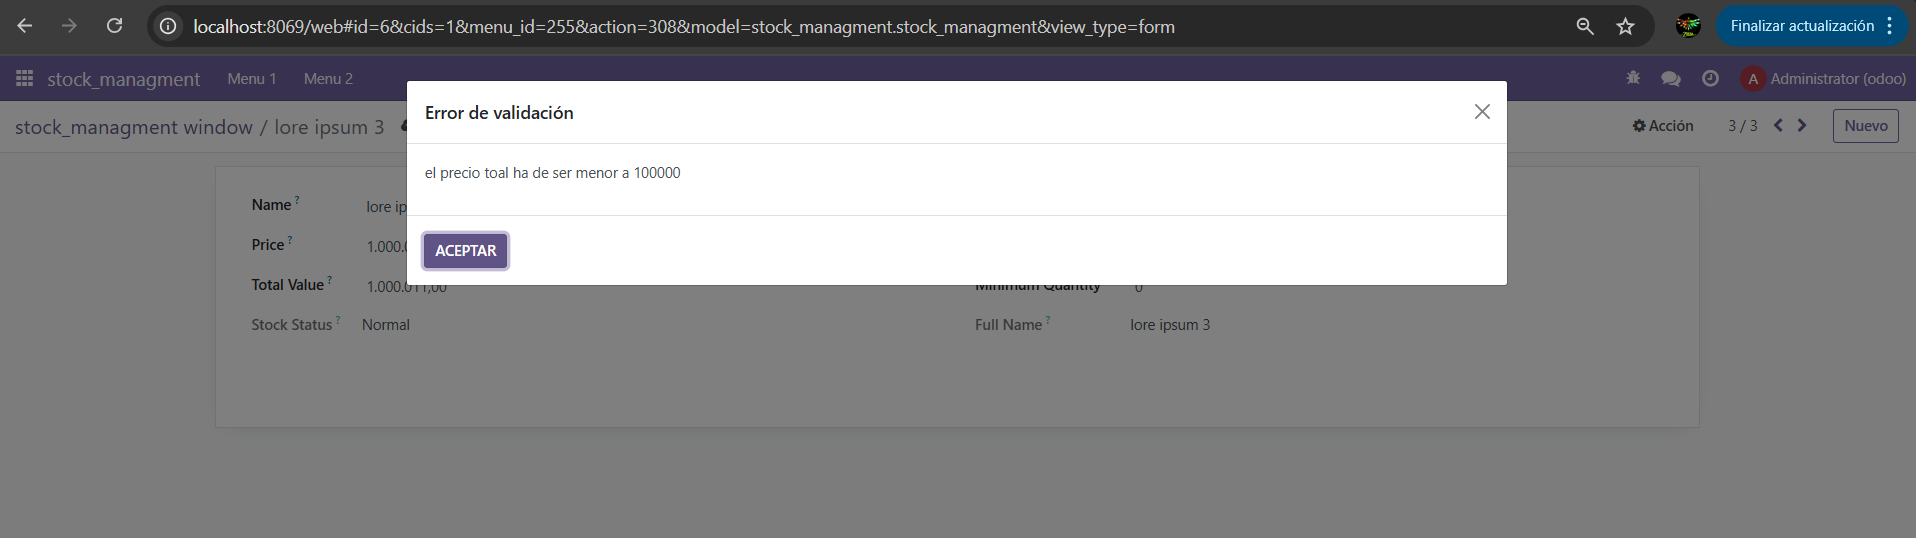 localhost:8069/web#id=6&cids=1&menu_id=255&action=308&model=stock_managment.stock_managment&view_type=form
Finalizar actualización
stock_managment Menu 1 Menu 2
A Administrator (odoo)
Error de validación
stock_managment window / lore ipsum 3
Acción 3 / 3 Nuevo
el precio toal ha de ser menor a 100000
Name ? lore ip
Price ? 1.000.
ACEPTAR
Total Value ? 1.000.011,00
Minimum Quantity 0
Stock Status ? Normal
Full Name ? lore ipsum 3